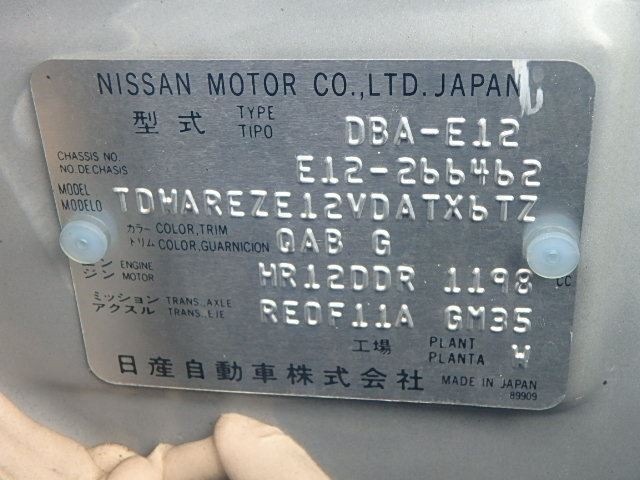 NISSAN MOTOR CO.,LTD. JAPAN
型式 TYPE TIPO DBA-E12
CHASSIS NO. NO. DE CHASIS E12-266462
MODEL MODELO TDHAREZE12VDATX6TZ
カラー COLOR,TRIM
トリム COLOR,GUARNICION QAB G
ENGINE
ジン MOTOR HR12DDR 1198 CC
ミッション TRANS. AXLE
アクスル TRANS. EJE RE0F11A GM35
工場 PLANT PLANTA W
日産自動車株式会社 MADE IN JAPAN
89909